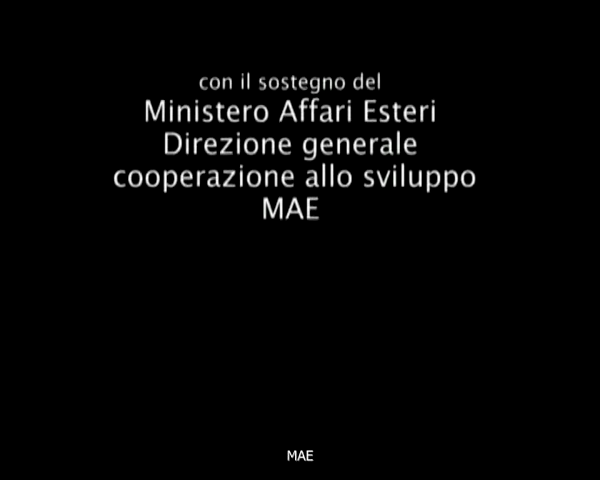 con il sostegno del
Ministero Affari Esteri
Direzione generale
cooperazione allo sviluppo
MAE
MAE